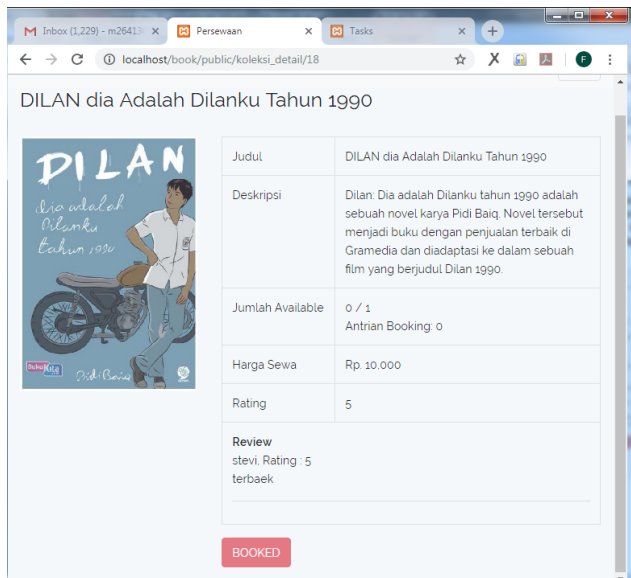 Inbox (1,229) - m2641
Persewaan
Tasks
localhost/book/public/koleksi_detail/18
F
DILAN dia Adalah Dilanku Tahun 1990
DILAN
dia adalah
Dilanku
tahun 1990
BukuKita
Pidi Baiq
Judul
DILAN dia Adalah Dilanku Tahun 1990
Deskripsi
Dilan: Dia adalah Dilanku tahun 1990 adalah
sebuah novel karya Pidi Baiq. Novel tersebut
menjadi buku dengan penjualan terbaik di
Gramedia dan diadaptasi ke dalam sebuah
film yang berjudul Dilan 1990.
Jumlah Available
0 / 1
Antrian Booking: 0
Harga Sewa
Rp. 10,000
Rating
5
Review
stevi, Rating : 5
terbaek
BOOKED